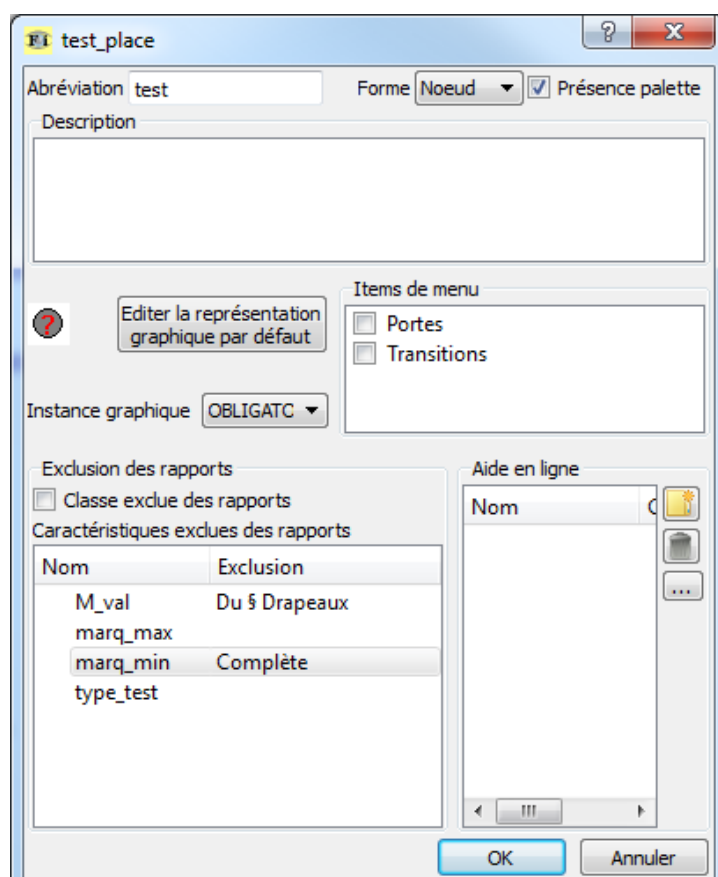 test_place
Abréviation test Forme Noeud Présence palette
Description
Items de menu
Editer la représentation
graphique par défaut
Portes
Transitions
Instance graphique OBLIGATC
Exclusion des rapports
Classe exclue des rapports
Caractéristiques exclues des rapports
Nom Exclusion
M_val Du § Drapeaux
marq_max
marq_min Complète
type_test
Aide en ligne
Nom
...
OK Annuler